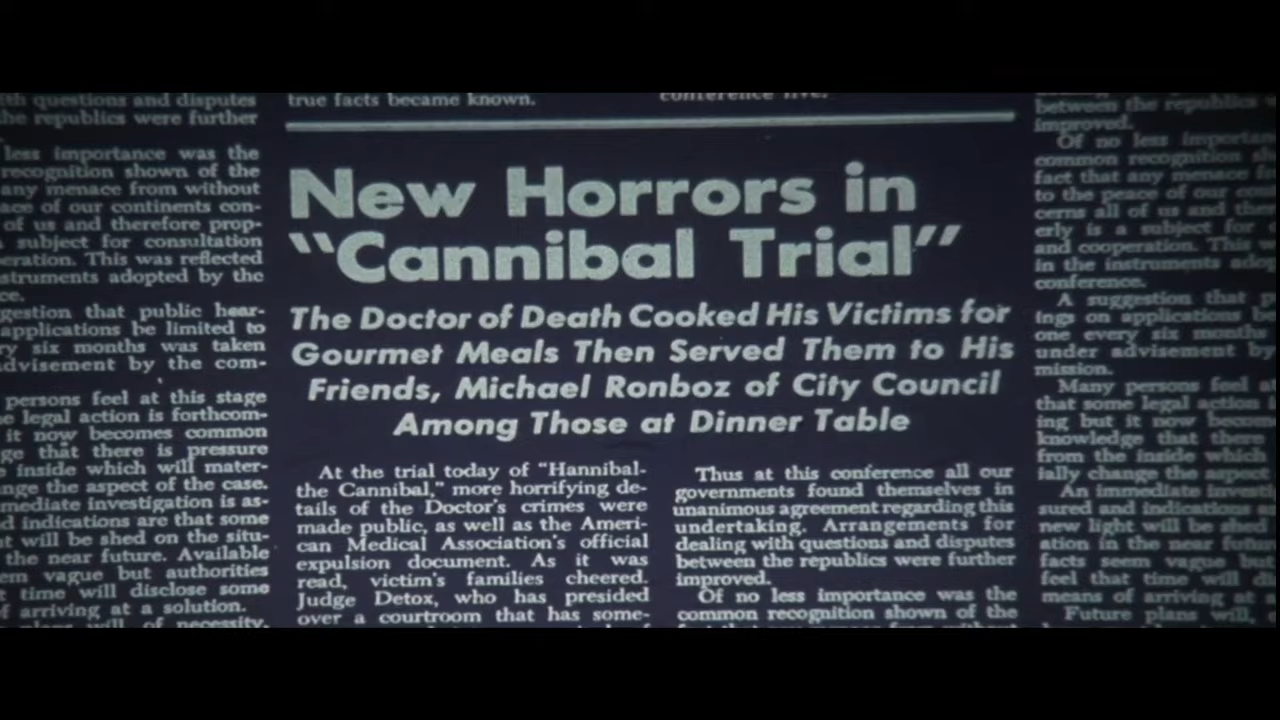 th questions and disputes
the republics were further
less importance was the
recognition shown of the
any menace from without
ace of our continents con-
of us and therefore prop-
subject for consultation
eration. This was reflected
struments adopted by the
ce.
gestion that public hear-
applications be limited to
ry six months was taken
dvisement by the com-
persons feel at this stage
e legal action is forthcom-
it now becomes common
ge that there is pressure
inside which will mater-
nge the aspect of the case.
mediate investigation is as-
d indications are that some
t will be shed on the situ-
the near future. Available
em vague but authorities
t time will disclose some
f arriving at a solution.
plans will, of necessity,
true facts became known.
conference five.
New Horrors in
"Cannibal Trial"
The Doctor of Death Cooked His Victims for
Gourmet Meals Then Served Them to His
Friends, Michael Ronboz of City Council
Among Those at Dinner Table
At the trial today of "Hannibal-
the Cannibal," more horrifying de-
tails of the Doctor's crimes were
made public, as well as the Ameri-
can Medical Association's official
expulsion document. As it was
read, victim's families cheered.
Judge Detox, who has presided
over a courtroom that has some-
Thus at this conference all our
governments found themselves in
unanimous agreement regarding this
undertaking. Arrangements for
dealing with questions and disputes
between the republics were further
improved.
Of no less importance was the
common recognition shown of the
between the republics w
improved.
Of no less importan
common recognition sh
fact that any menace fr
to the peace of our cont
cerns all of us and ther
erly is a subject for c
and cooperation. This w
in the instruments adop
conference.
A suggestion that p
ings on applications be
one every six months
under advisement by
mission.
Many persons feel at
that some legal action i
ing but it now becom
knowledge that there
from the inside which
ially change the aspect
An immediate investi
sured and indications a
new light will be shed
ation in the near futur
facts seem vague but
feel that time will di
means of arriving at a
Future plans will,